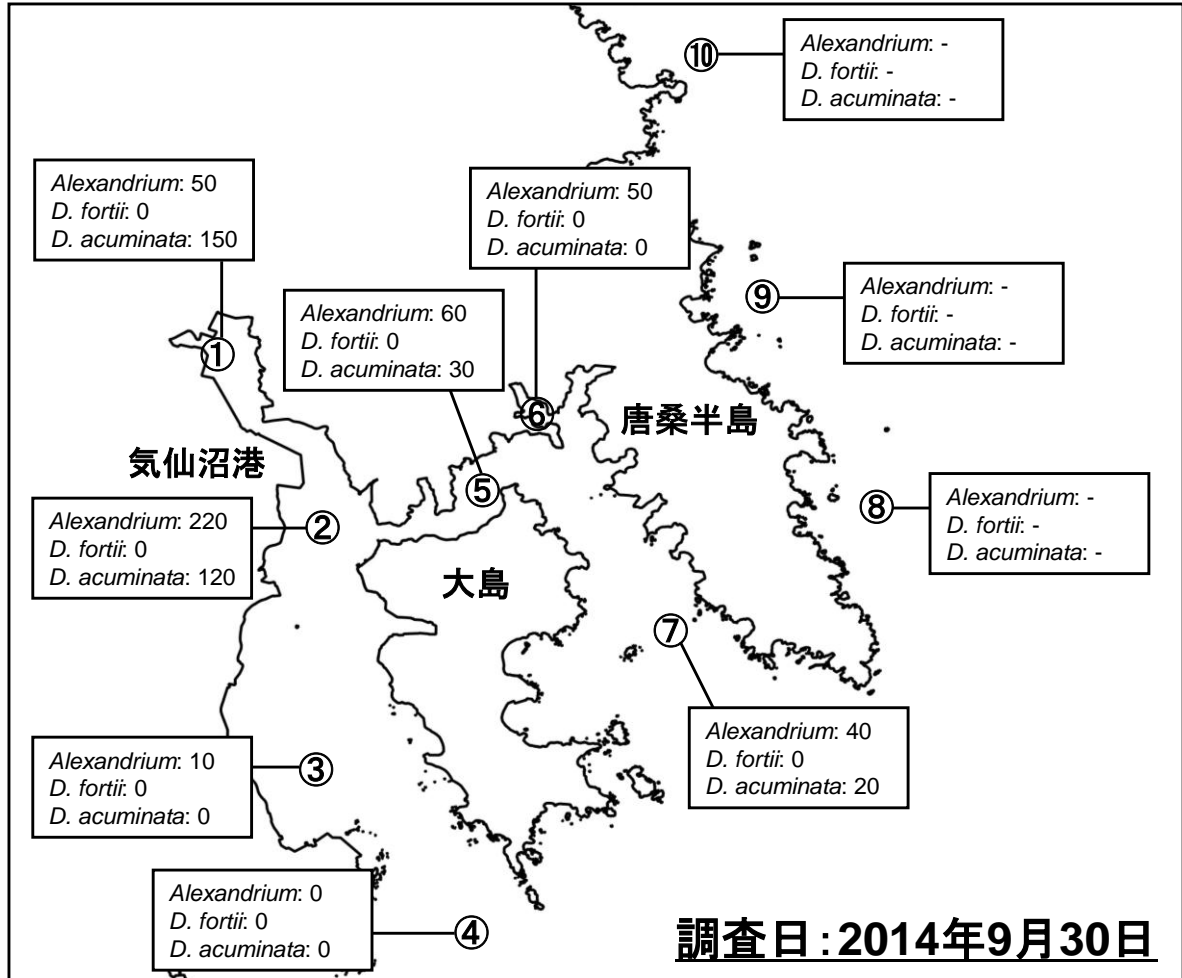 ⑩
Alexandrium: -
D. fortii: -
D. acuminata: -
Alexandrium: 50
D. fortii: 0
D. acuminata: 150
Alexandrium: 50
D. fortii: 0
D. acuminata: 0
①
Alexandrium: 60
D. fortii: 0
D. acuminata: 30
⑨
Alexandrium: -
D. fortii: -
D. acuminata: -
⑥
唐桑半島
気仙沼港
⑤
②
Alexandrium: 220
D. fortii: 0
D. acuminata: 120
⑧
Alexandrium: -
D. fortii: -
D. acuminata: -
大島
⑦
Alexandrium: 40
D. fortii: 0
D. acuminata: 20
③
Alexandrium: 10
D. fortii: 0
D. acuminata: 0
Alexandrium: 0
D. fortii: 0
D. acuminata: 0
④
調査日:2014年9月30日